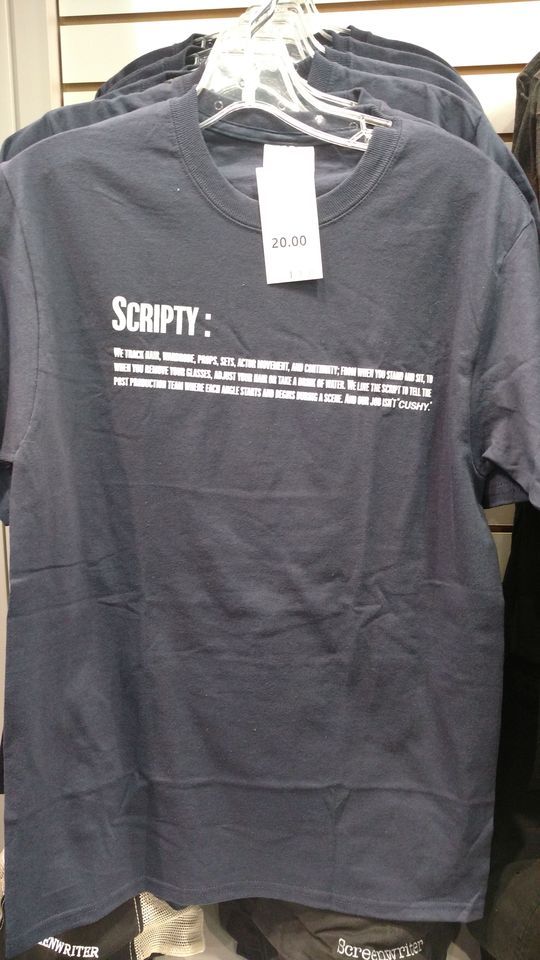 20.00
SCRIPTY :
WE TRACK HAIR, WARDROBE, PROPS, SETS, ACTOR MOVEMENT, AND CONTINUITY; FROM WHEN YOU STAND AND SIT, TO
WHEN YOU REMOVE YOUR GLASSES, ADJUST YOUR HAIR OR TAKE A DRINK OF WATER. WE LINE THE SCRIPT TO TELL THE
POST PRODUCTION TEAM WHERE EACH ANGLE STARTS AND BEGINS DURING A SCENE. AND OUR JOB ISN'T "CUSHY."
ENWRITER
Screenwriter